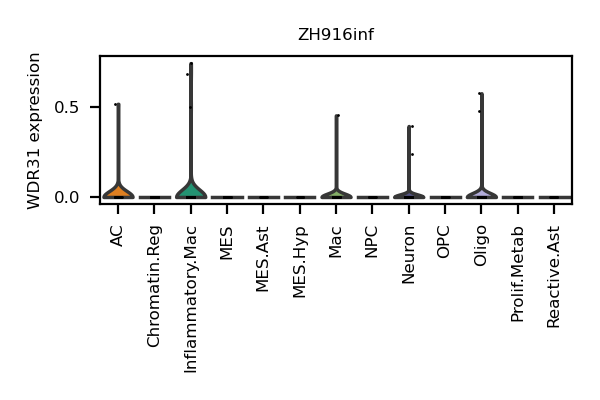 ZH916inf
WDR31 expression
0.5
0.0
AC
Chromatin.Reg
Inflammatory.Mac
MES
MES.Ast
MES.Hyp
Mac
NPC
Neuron
OPC
Oligo
Prolif.Metab
Reactive.Ast